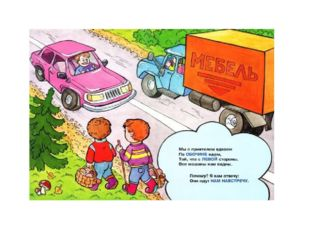 МЕБЕЛЬ
Мы с приятелем вдвоем
По ОБОЧИНЕ идем,
Той, что с ЛЕВОЙ стороны.
Все машины нам видны.
Почему? Я вам отвечу:
Они идут НАМ НАВСТРЕЧУ.